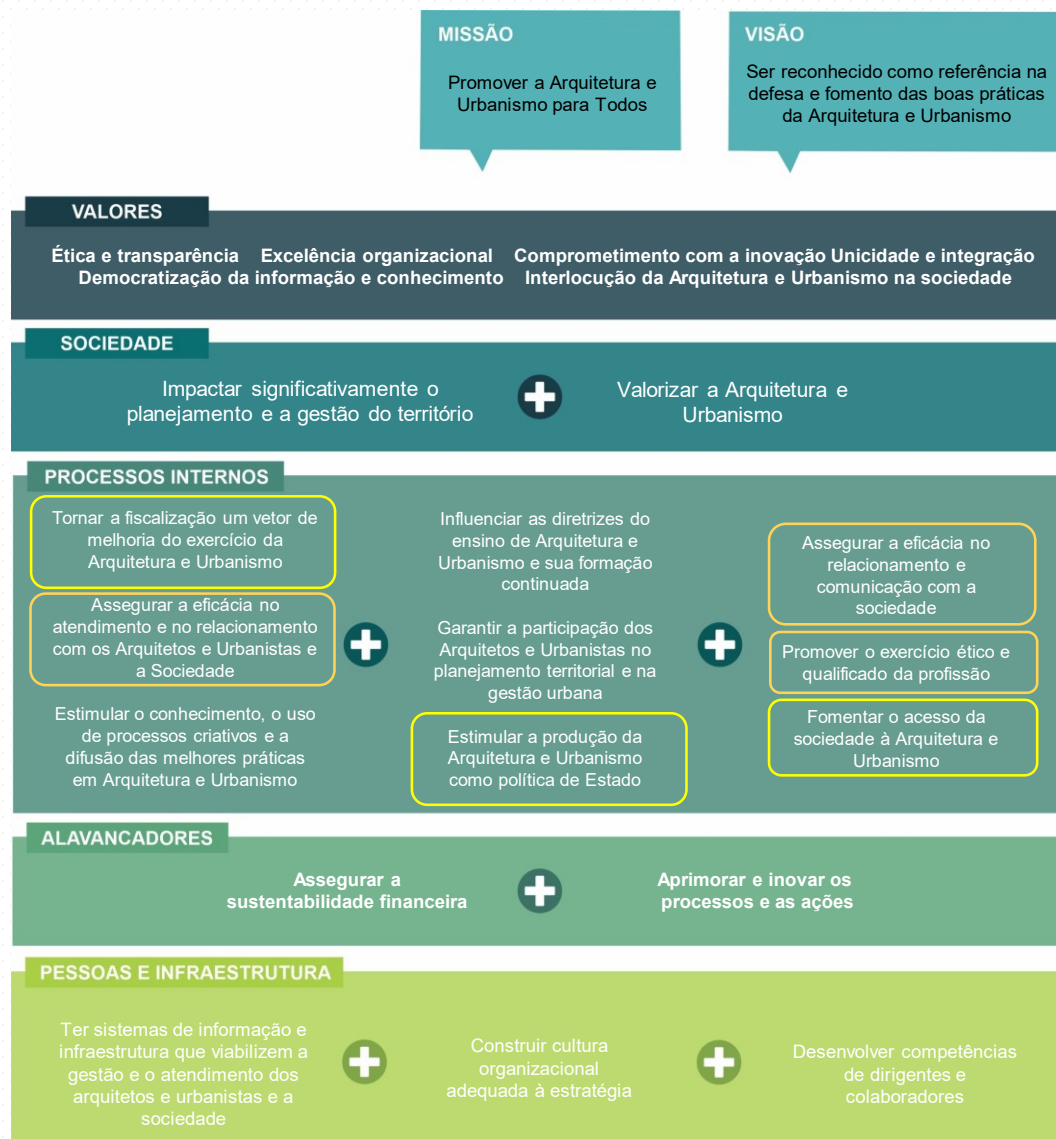 MISSÃO
Promover a Arquitetura e
Urbanismo para Todos
VISÃO
Ser reconhecido como referência na
defesa e fomento das boas práticas
da Arquitetura e Urbanismo
VALORES
Ética e transparência Excelência organizacional Comprometimento com a inovação Unicidade e integração
Democratização da informação e conhecimento Interlocução da Arquitetura e Urbanismo na sociedade
SOCIEDADE
Impactar significativamente o
planejamento e a gestão do território
Valorizar a Arquitetura e
Urbanismo
PROCESSOS INTERNOS
Tornar a fiscalização um vetor de
melhoria do exercício da
Arquitetura e Urbanismo
Assegurar a eficácia no
atendimento e no relacionamento
com os Arquitetos e Urbanistas e
a Sociedade
Estimular o conhecimento, o uso
de processos criativos e a
difusão das melhores práticas
em Arquitetura e Urbanismo
Influenciar as diretrizes do
ensino de Arquitetura e
Urbanismo e sua formação
continuada
Garantir a participação dos
Arquitetos e Urbanistas no
planejamento territorial e na
gestão urbana
Estimular a produção da
Arquitetura e Urbanismo
como política de Estado
Assegurar a eficácia no
relacionamento e
comunicação com a
sociedade
Promover o exercício ético e
qualificado da profissão
Fomentar o acesso da
sociedade à Arquitetura e
Urbanismo
ALAVANCADORES
Assegurar a
sustentabilidade financeira
Aprimorar e inovar os
processos e as ações
PESSOAS E INFRAESTRUTURA
Ter sistemas de informação e
infraestrutura que viabilizem a
gestão e o atendimento dos
arquitetos e urbanistas e a
sociedade
Construir cultura
organizacional
adequada à estratégia
Desenvolver competências
de dirigentes e
colaboradores